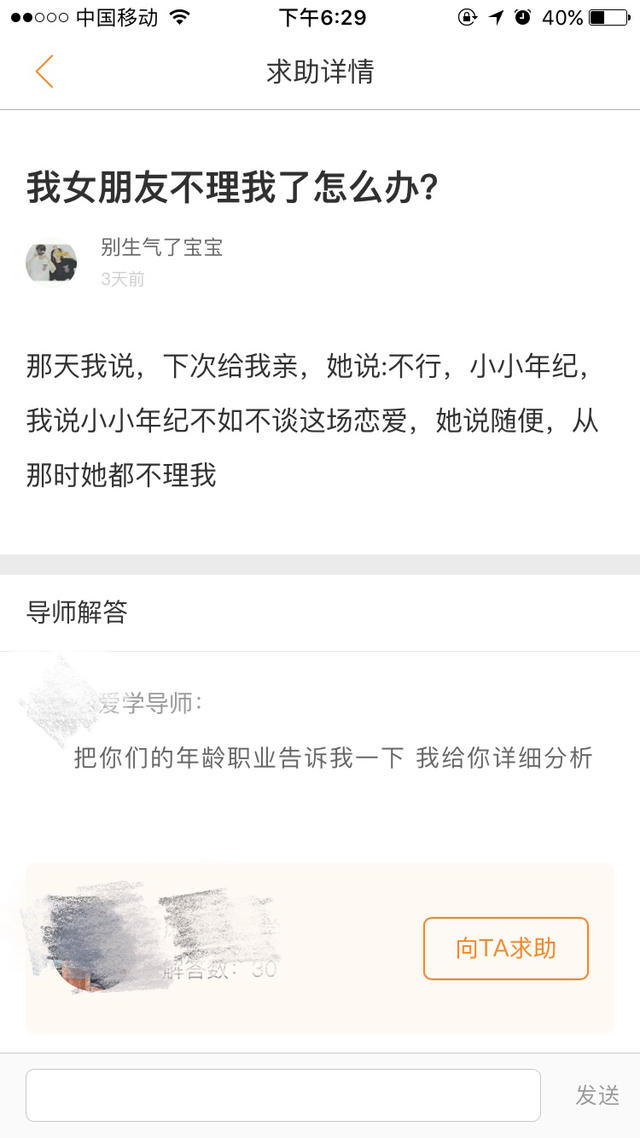 中国移动 下午6:29 40%
求助详情
我女朋友不理我了怎么办?
别生气了宝宝
3天前
那天我说，下次给我亲，她说:不行，小小年纪，
我说小小年纪不如不谈这场恋爱，她说随便，从
那时她都不理我
导师解答
爱学导师:
把你们的年龄职业告诉我一下 我给你详细分析
解答数: 30
向TA求助
发送